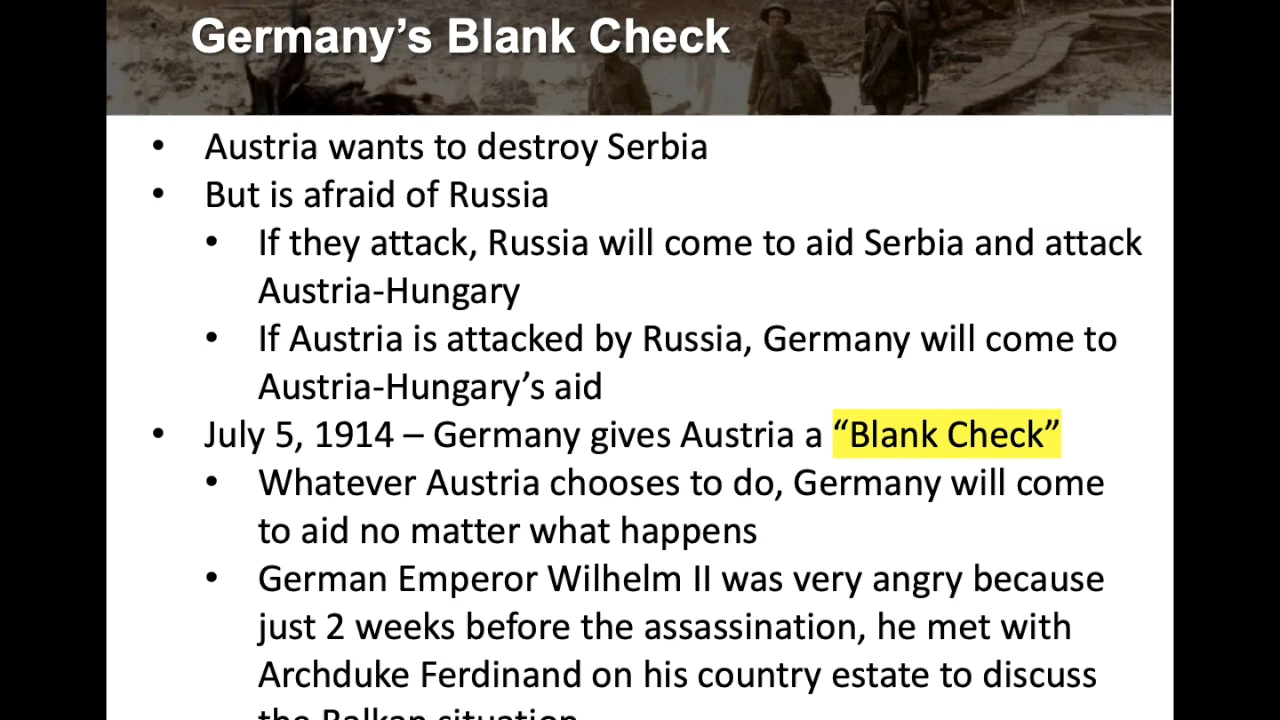 Germany’s Blank Check
• Austria wants to destroy Serbia
• But is afraid of Russia
• If they attack, Russia will come to aid Serbia and attack
Austria-Hungary
• If Austria is attacked by Russia, Germany will come to
Austria-Hungary’s aid
• July 5, 1914 – Germany gives Austria a “Blank Check”
• Whatever Austria chooses to do, Germany will come
to aid no matter what happens
• German Emperor Wilhelm II was very angry because
just 2 weeks before the assassination, he met with
Archduke Ferdinand on his country estate to discuss
the Balkan situation